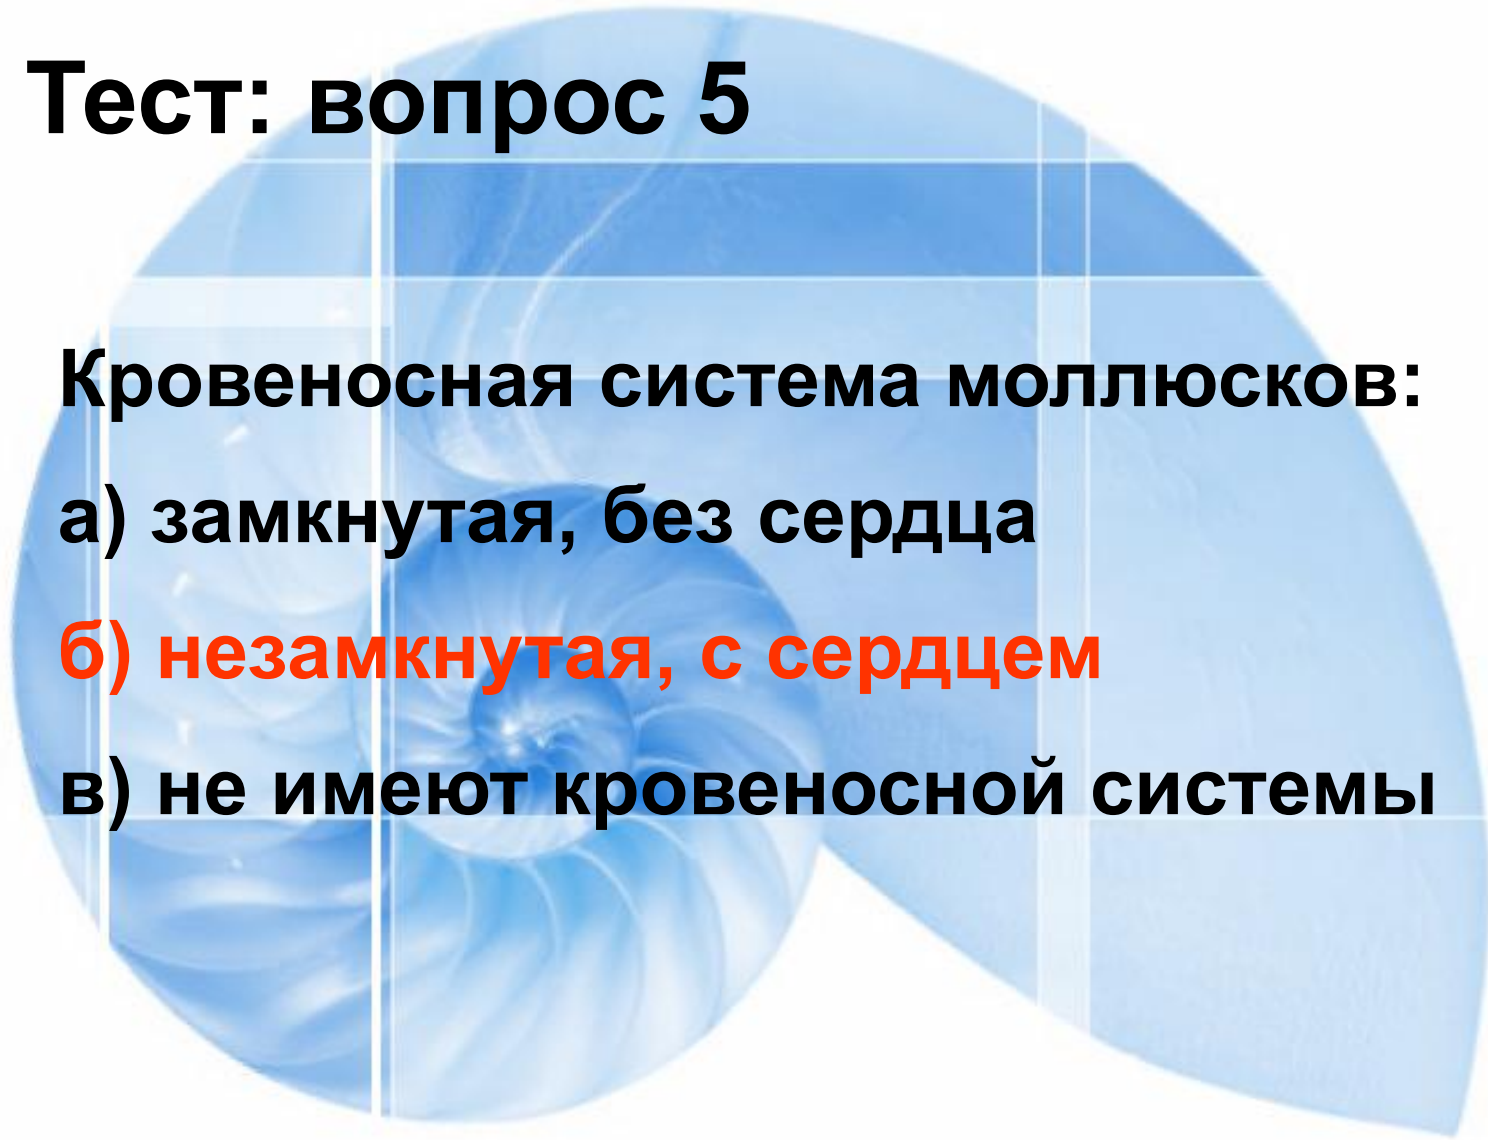 Тест: вопрос 5
Кровеносная система моллюсков:
а) замкнутая, без сердца
б) незамкнутая, с сердцем
в) не имеют кровеносной системы